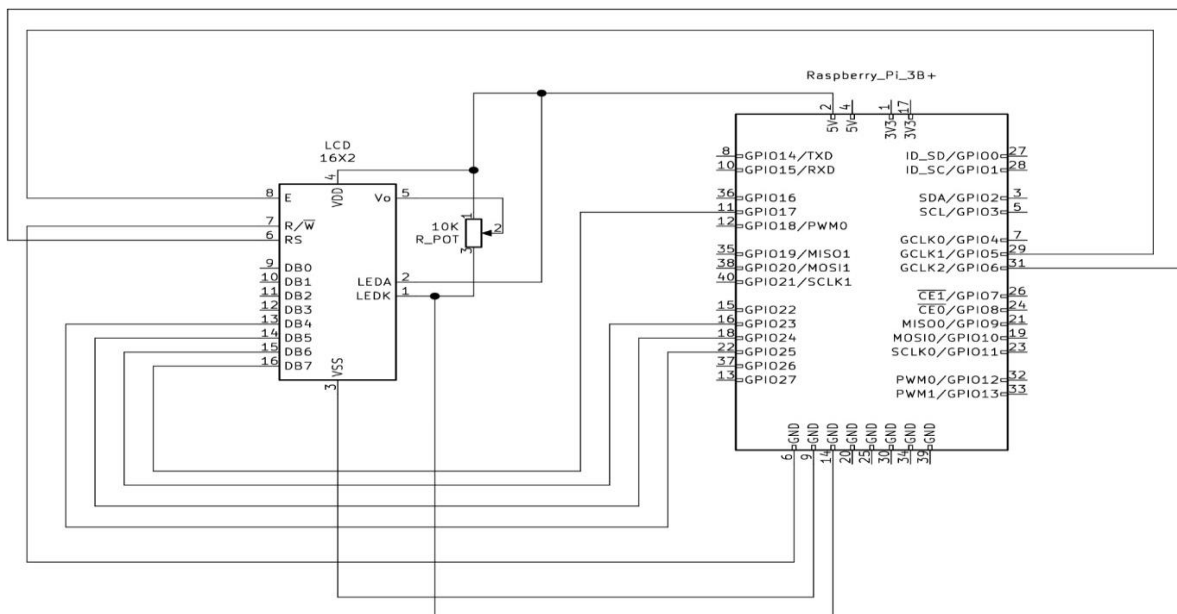 Raspberry_Pi_3B+
2 5V
4 5V
1 3V3
17 3V3
LCD
16X2
4 VDD
8 E
7 R/W̅
6 RS
9 DB0
10 DB1
11 DB2
12 DB3
13 DB4
14 DB5
15 DB6
16 DB7
3 VSS
Vo 5
LEDA 2
LEDK 1
10K
R_POT
1
2
3
8 GPIO14/TXD
10 GPIO15/RXD
36 GPIO16
11 GPIO17
12 GPIO18/PWM0
35 GPIO19/MISO1
38 GPIO20/MOSI1
40 GPIO21/SCLK1
15 GPIO22
16 GPIO23
18 GPIO24
22 GPIO25
37 GPIO26
13 GPIO27
ID_SD/GPIO0 27
ID_SC/GPIO1 28
SDA/GPIO2 3
SCL/GPIO3 5
GCLK0/GPIO4 7
GCLK1/GPIO5 29
GCLK2/GPIO6 31
C̅E̅1̅/GPIO7 26
C̅E̅0̅/GPIO8 24
MISO0/GPIO9 21
MOSI0/GPIO10 19
SCLK0/GPIO11 23
PWM0/GPIO12 32
PWM1/GPIO13 33
6 GND
9 GND
14 GND
20 GND
25 GND
30 GND
34 GND
39 GND